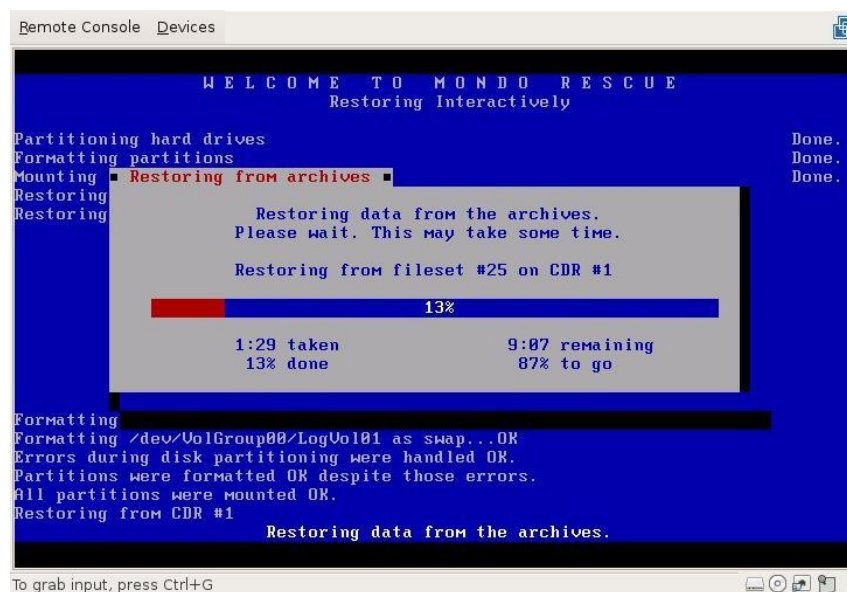 Remote Console Devices
W E L C O M E   T O   M O N D O   R E S C U E
Restoring Interactively
Partitioning hard drives Done.
Formatting partitions Done.
Mounting Done.
Restoring from archives
Restoring
Restoring
Restoring data from the archives.
Please wait. This may take some time.
Restoring from fileset #25 on CDR #1
13%
1:29 taken 9:07 remaining
13% done 87% to go
Formatting
Formatting /dev/VolGroup00/LogVol01 as swap...OK
Errors during disk partitioning were handled OK.
Partitions were formatted OK despite those errors.
All partitions were mounted OK.
Restoring from CDR #1
Restoring data from the archives.
To grab input, press Ctrl+G